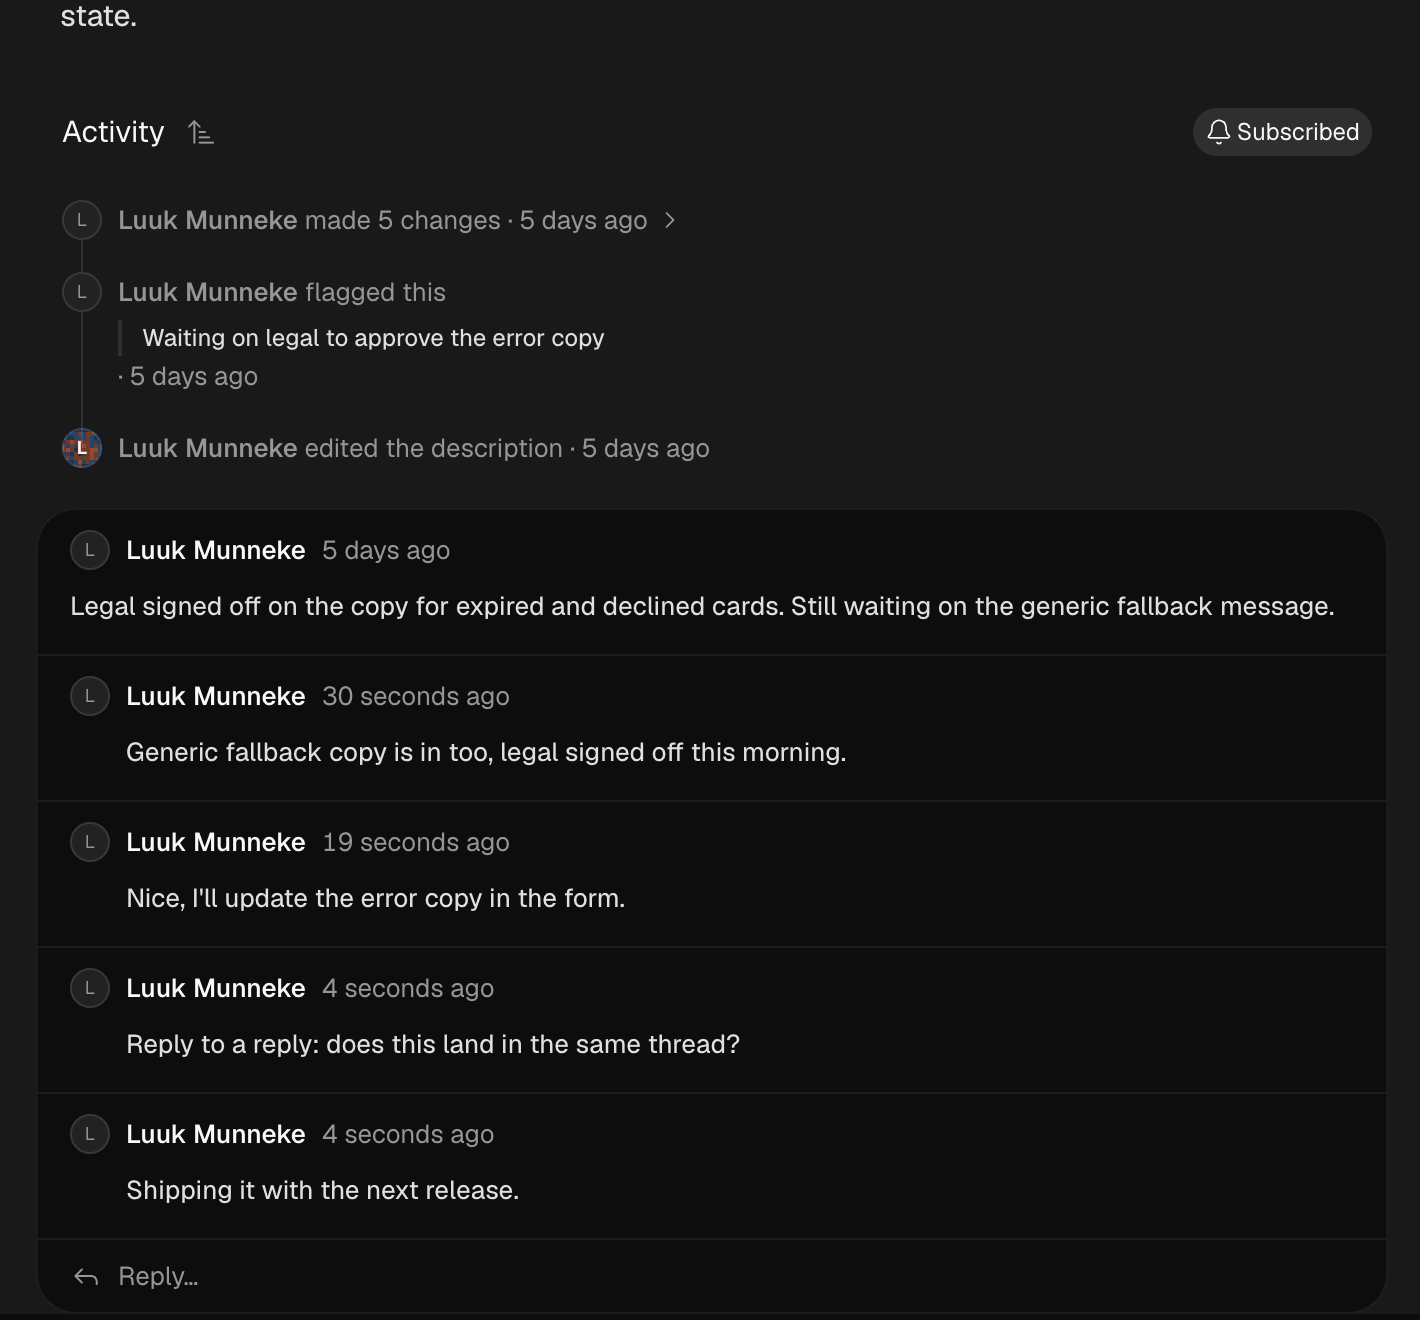 state.
Activity
Subscribed
L Luuk Munneke made 5 changes · 5 days ago
L Luuk Munneke flagged this
Waiting on legal to approve the error copy
· 5 days ago
L Luuk Munneke edited the description · 5 days ago
L Luuk Munneke 5 days ago
Legal signed off on the copy for expired and declined cards. Still waiting on the generic fallback message.
L Luuk Munneke 30 seconds ago
Generic fallback copy is in too, legal signed off this morning.
L Luuk Munneke 19 seconds ago
Nice, I'll update the error copy in the form.
L Luuk Munneke 4 seconds ago
Reply to a reply: does this land in the same thread?
L Luuk Munneke 4 seconds ago
Shipping it with the next release.
Reply...